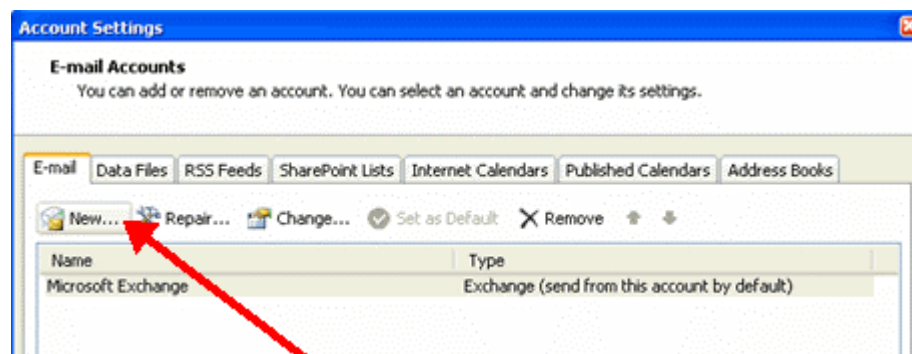 Account Settings
E-mail Accounts
You can add or remove an account. You can select an account and change its settings.
E-mail Data Files RSS Feeds SharePoint Lists Internet Calendars Published Calendars Address Books
New... Repair... Change... Set as Default Remove
Name Type
Microsoft Exchange Exchange (send from this account by default)